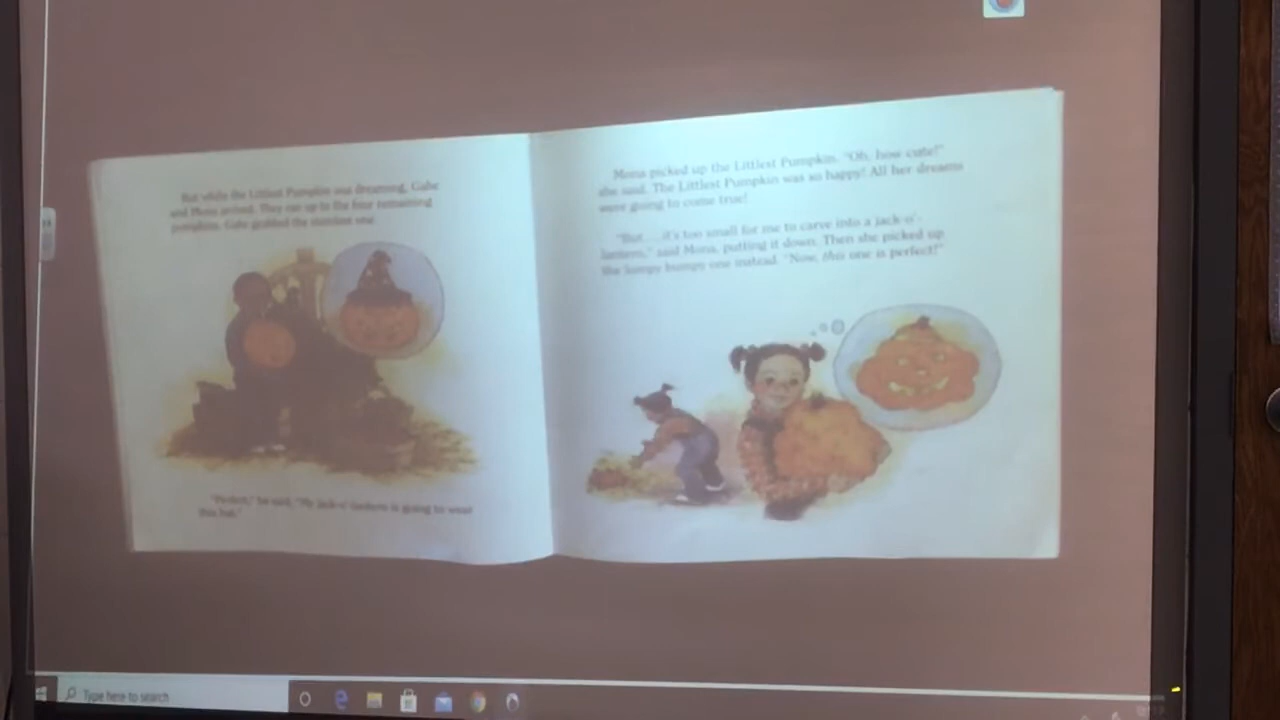 But while the Littlest Pumpkin was dreaming, Gabe
and Mona arrived. They ran up to the four remaining
pumpkins. Gabe grabbed the one.
"Perfect," he said, "My jack-o'-lantern is going to wear
this hat."
Mona picked up the Littlest Pumpkin. "Oh, how cute!"
she said. The Littlest Pumpkin was so happy! All her dreams
were going to come true!
"But . . . it's too small for me to carve into a jack-o'-
lantern," said Mona, putting it down. Then she picked up
the lumpy bumpy one instead. "Now, this one is perfect!"
Type here to search